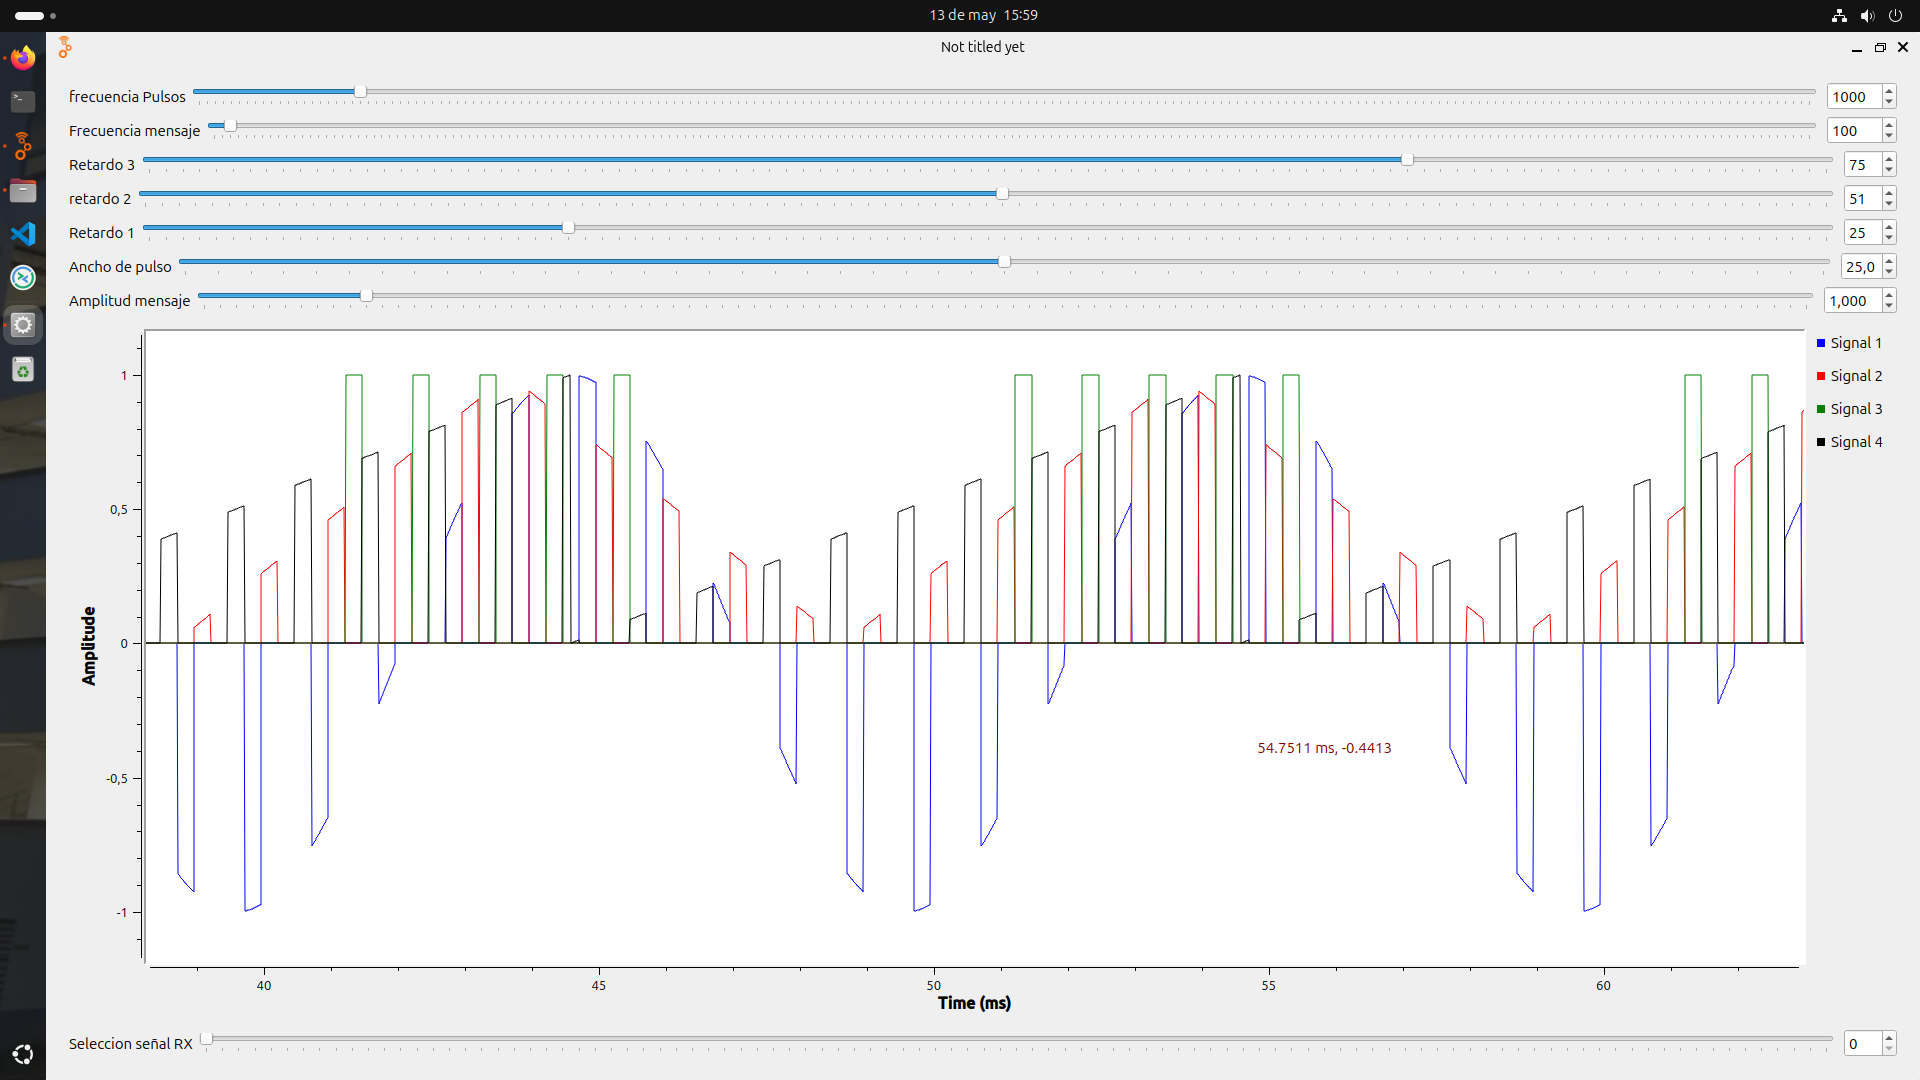 13 de may 15:59
Not titled yet
frecuencia Pulsos 1000
Frecuencia mensaje 100
Retardo 3 75
retardo 2 51
Retardo 1 25
Ancho de pulso 25,0
Amplitud mensaje 1,000
Signal 1
Signal 2
Signal 3
Signal 4
1
0,5
0
-0,5
-1
Amplitude
54.7511 ms, -0.4413
40 45 50 55 60
Time (ms)
Seleccion señal RX 0